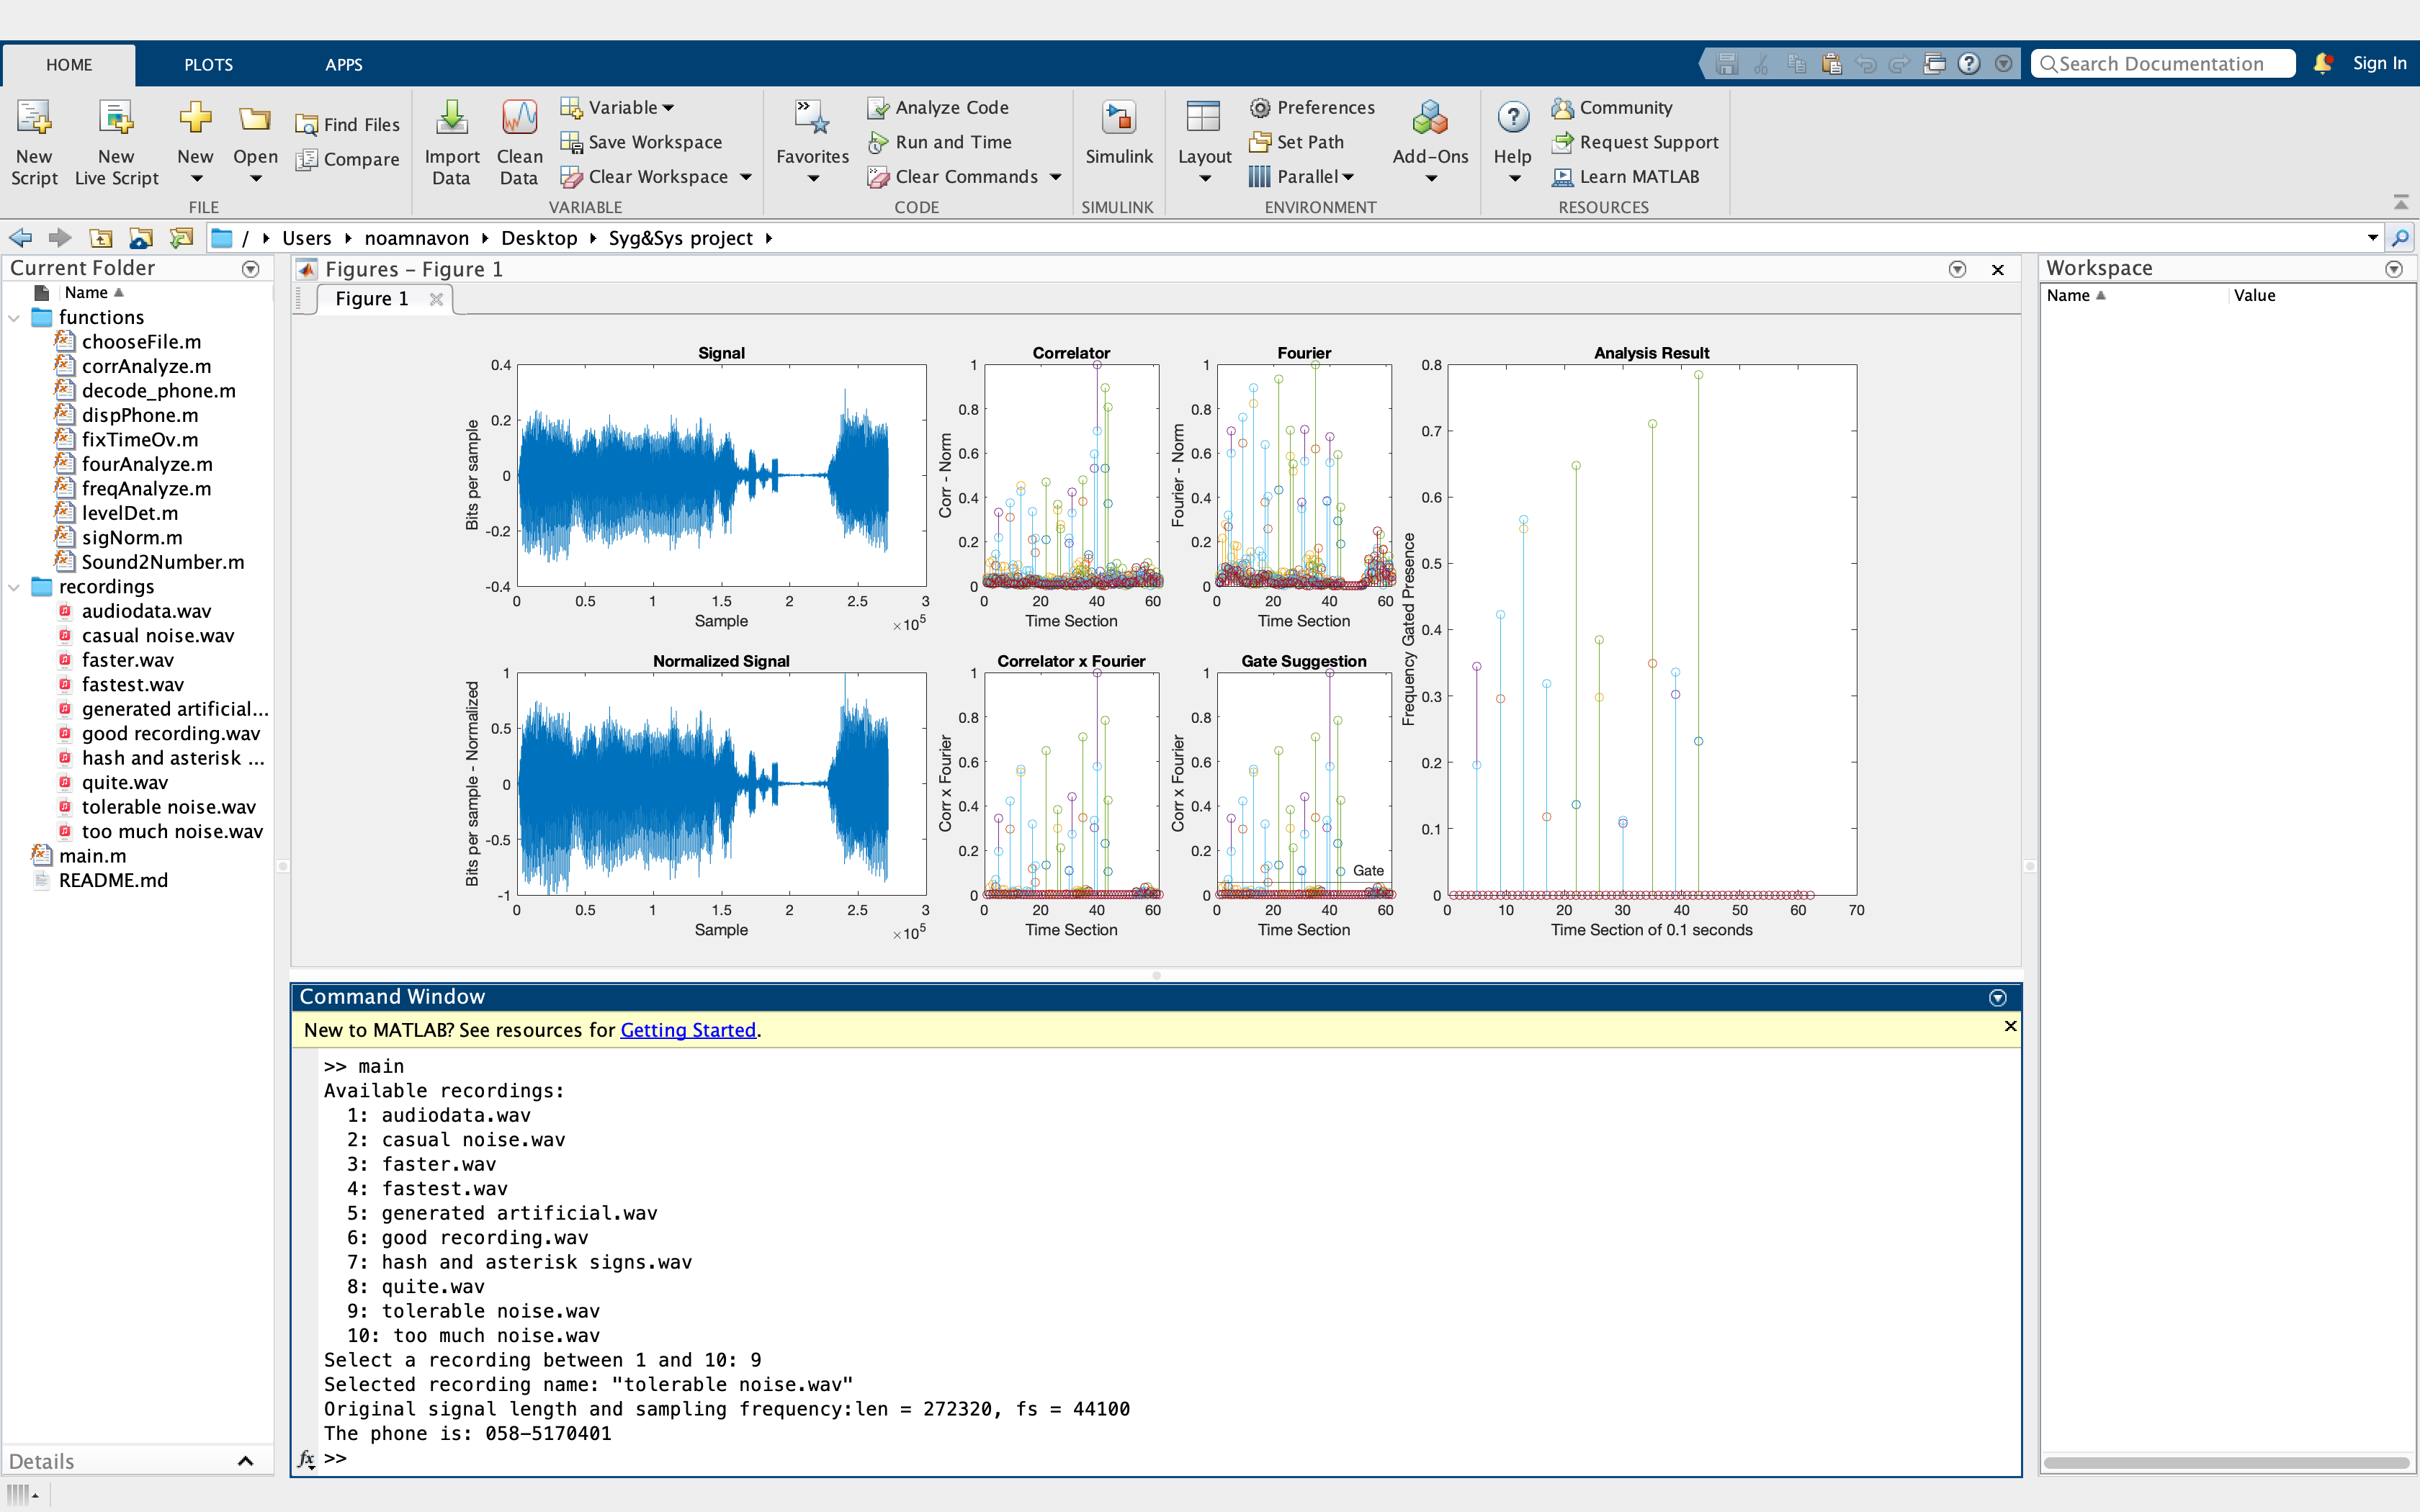 HOME PLOTS APPS Search Documentation Sign In
New Script New Live Script New Open Find Files Compare
FILE
Import Data Clean Data Variable Save Workspace Clear Workspace
VARIABLE
Favorites Analyze Code Run and Time Clear Commands
CODE
Simulink
SIMULINK
Layout Preferences Set Path Parallel Add-Ons
ENVIRONMENT
Help Community Request Support Learn MATLAB
RESOURCES
/ Users noamnavon Desktop Syg&Sys project
Current Folder
Name
functions
chooseFile.m
corrAnalyze.m
decode_phone.m
dispPhone.m
fixTimeOv.m
fourAnalyze.m
freqAnalyze.m
levelDet.m
sigNorm.m
Sound2Number.m
recordings
audiodata.wav
casual noise.wav
faster.wav
fastest.wav
generated artificial...
good recording.wav
hash and asterisk ...
quite.wav
tolerable noise.wav
too much noise.wav
main.m
README.md
Details
Figures - Figure 1
Figure 1
Signal
Bits per sample
0.4
0.2
0
-0.2
-0.4
0 0.5 1 1.5 2 2.5 3
Sample
×10^5
Correlator
Corr - Norm
1
0.8
0.6
0.4
0.2
0
0 20 40 60
Time Section
Fourier
Fourier - Norm
1
0.8
0.6
0.4
0.2
0
0 20 40 60
Time Section
Normalized Signal
Bits per sample - Normalized
1
0.5
0
-0.5
-1
0 0.5 1 1.5 2 2.5 3
Sample
×10^5
Correlator x Fourier
Corr x Fourier
1
0.8
0.6
0.4
0.2
0
0 20 40 60
Time Section
Gate Suggestion
Corr x Fourier
1
0.8
0.6
0.4
0.2
0
Gate
0 20 40 60
Time Section
Analysis Result
Frequency Gated Presence
0.8
0.7
0.6
0.5
0.4
0.3
0.2
0.1
0
0 10 20 30 40 50 60 70
Time Section of 0.1 seconds
Command Window
New to MATLAB? See resources for Getting Started.
>> main
Available recordings:
1: audiodata.wav
2: casual noise.wav
3: faster.wav
4: fastest.wav
5: generated artificial.wav
6: good recording.wav
7: hash and asterisk signs.wav
8: quite.wav
9: tolerable noise.wav
10: too much noise.wav
Select a recording between 1 and 10: 9
Selected recording name: "tolerable noise.wav"
Original signal length and sampling frequency:len = 272320, fs = 44100
The phone is: 058-5170401
fx >>
Workspace
Name Value